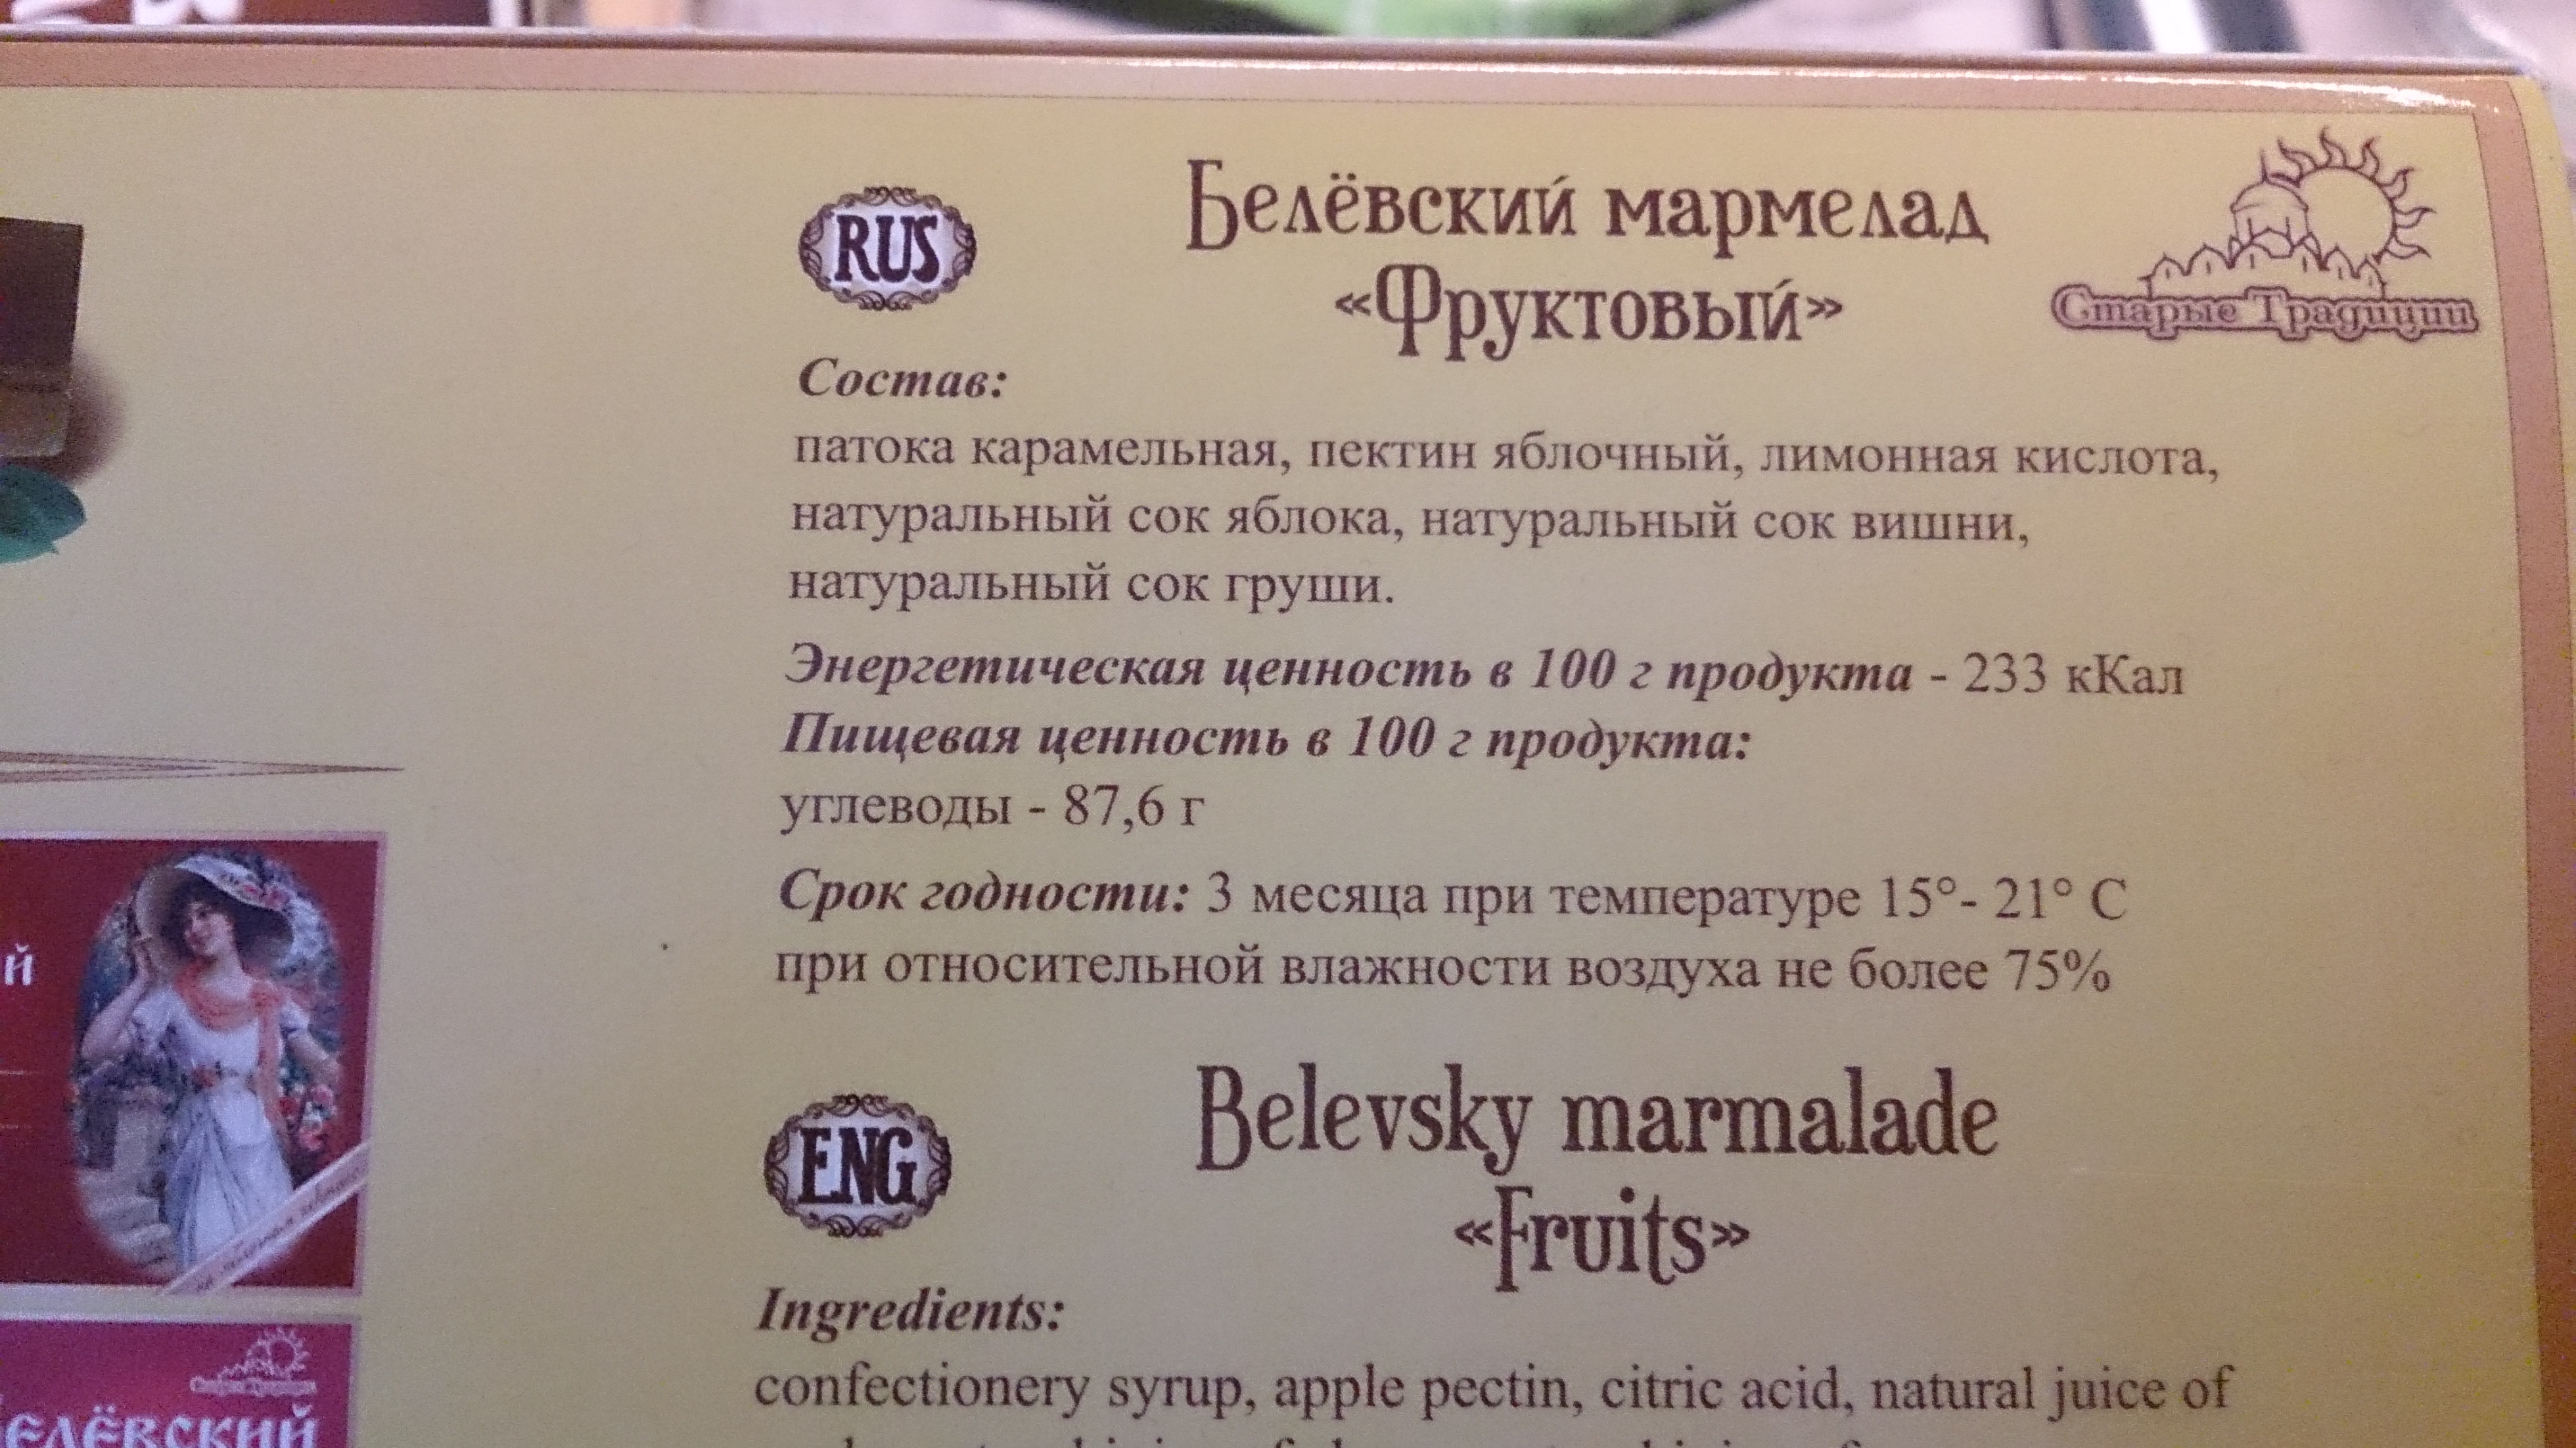 RUS
Белёвский мармелад
«Фруктовый»
Старые Традиции
Состав:
патока карамельная, пектин яблочный, лимонная кислота,
натуральный сок яблока, натуральный сок вишни,
натуральный сок груши.
Энергетическая ценность в 100 г продукта - 233 кКал
Пищевая ценность в 100 г продукта:
углеводы - 87,6 г
Срок годности: 3 месяца при температуре 15°- 21° С
при относительной влажности воздуха не более 75%
й
ENG
Belevsky marmalade
«Fruits»
Ingredients:
confectionery syrup, apple pectin, citric acid, natural juice of
Старые Традиции
елёвский